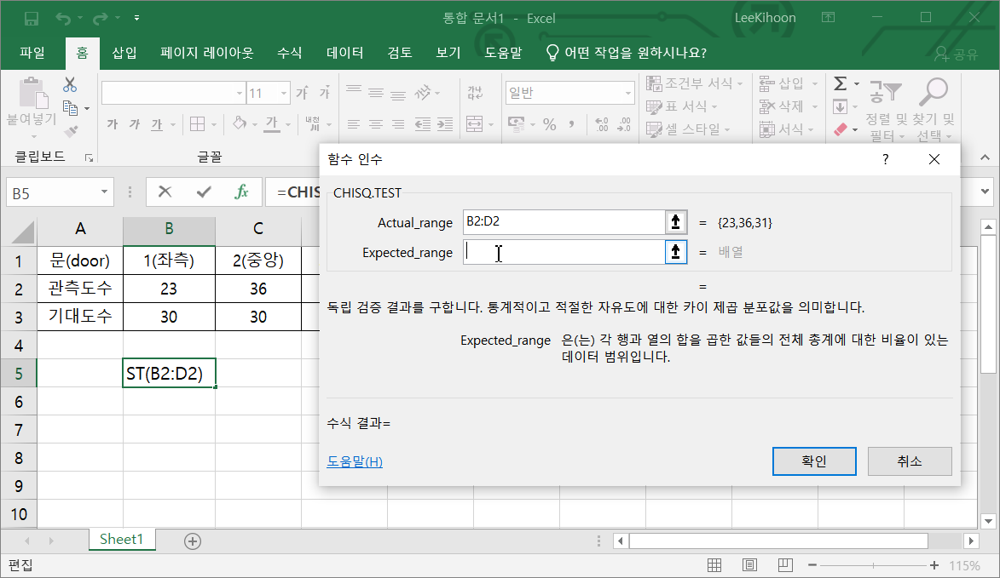 통합 문서1 - Excel
LeeKihoon
파일 홈 삽입 페이지 레이아웃 수식 데이터 검토 보기 도움말 어떤 작업을 원하시나요? 공유
붙여넣기
11
가 가
가 가 가
가
내천
가나
일반
%
조건부 서식
표 서식
셀 스타일
삽입
삭제
서식
정렬 및 필터
찾기 및 선택
클립보드
글꼴
B5
fx
=CHIS
함수 인수
?
CHISQ.TEST
Actual_range B2:D2 = {23,36,31}
Expected_range = 배열
=
독립 검증 결과를 구합니다. 통계적이고 적절한 자유도에 대한 카이 제곱 분포값을 의미합니다.
Expected_range 은(는) 각 행과 열의 합을 곱한 값들의 전체 총계에 대한 비율이 있는
데이터 범위입니다.
수식 결과=
도움말(H)
확인
취소
A B C
1 문(door) 1(좌측) 2(중앙)
2 관측도수 23 36
3 기대도수 30 30
4
5 ST(B2:D2)
6
7
8
9
10
Sheet1
편집
115%